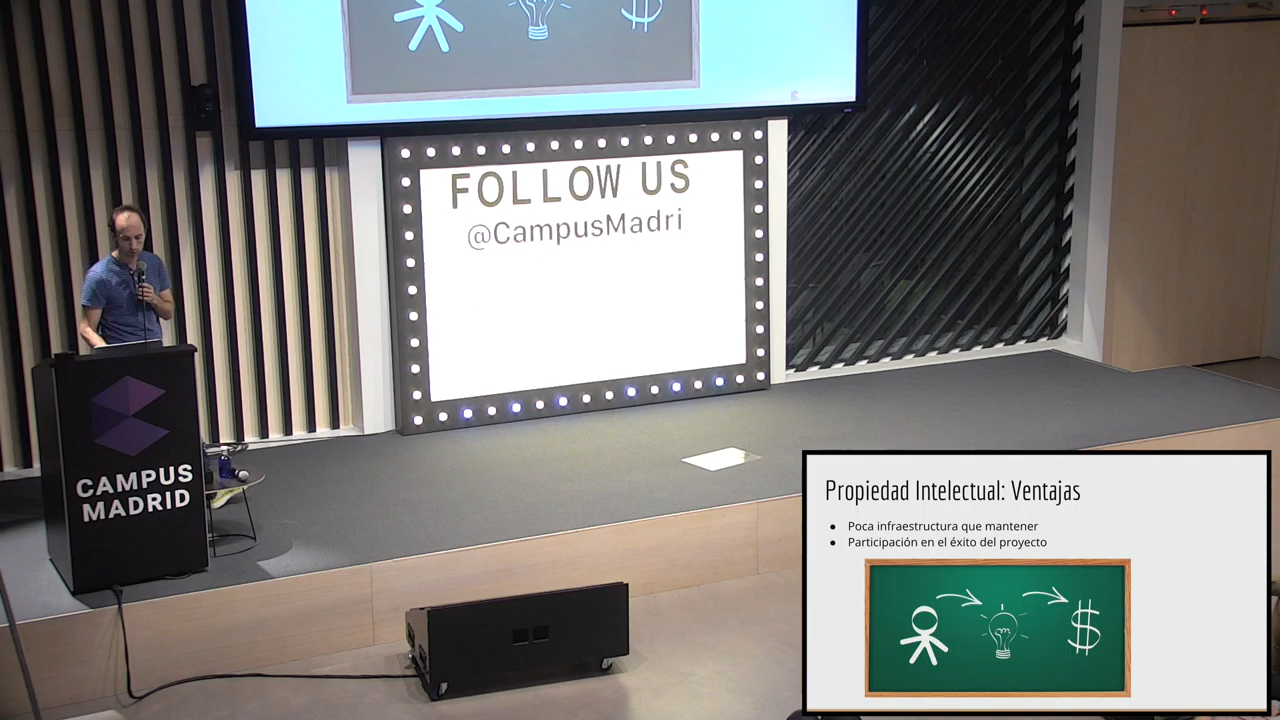 FOLLOW US
@CampusMadri
CAMPUS
MADRID
Propiedad Intelectual: Ventajas
● Poca infraestructura que mantener
● Participación en el éxito del proyecto
$
$